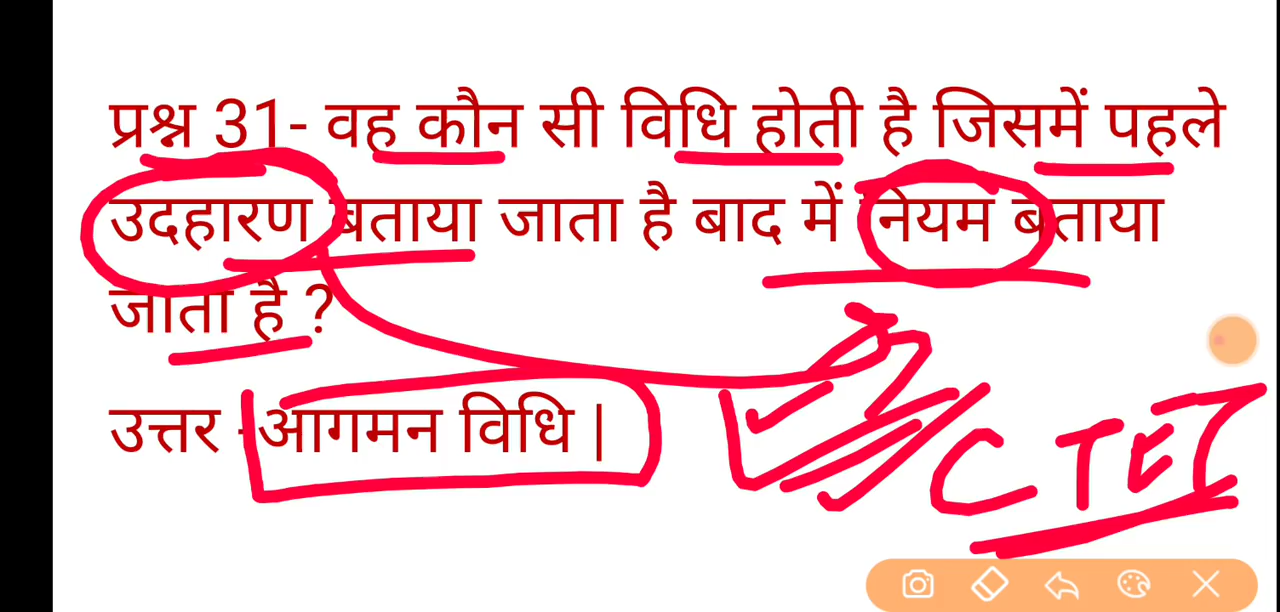 प्रश्न 31- वह कौन सी विधि होती है जिसमें पहले
उदहारण बताया जाता है बाद में नियम बताया
जाता है ?
उत्तर - आगमन विधि |
CTET